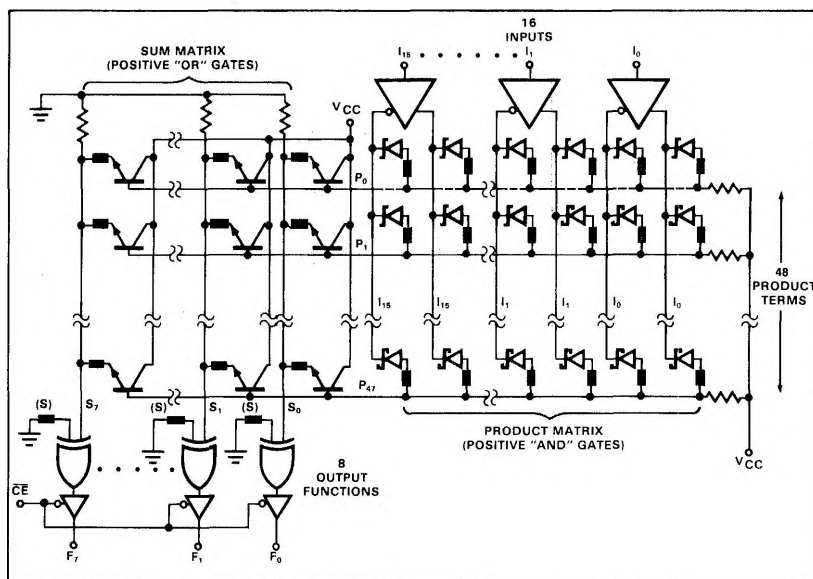 16
INPUTS
SUM MATRIX
(POSITIVE "OR" GATES)
I15 I1 I0
VCC
P0
P1
48
PRODUCT
TERMS
I15 I15 I1 I1 I0 I0
P47
(S) S7 (S) S1 (S) S0
PRODUCT MATRIX
(POSITIVE "AND" GATES)
VCC
8
OUTPUT
FUNCTIONS
C̅E̅
F7 F1 F0